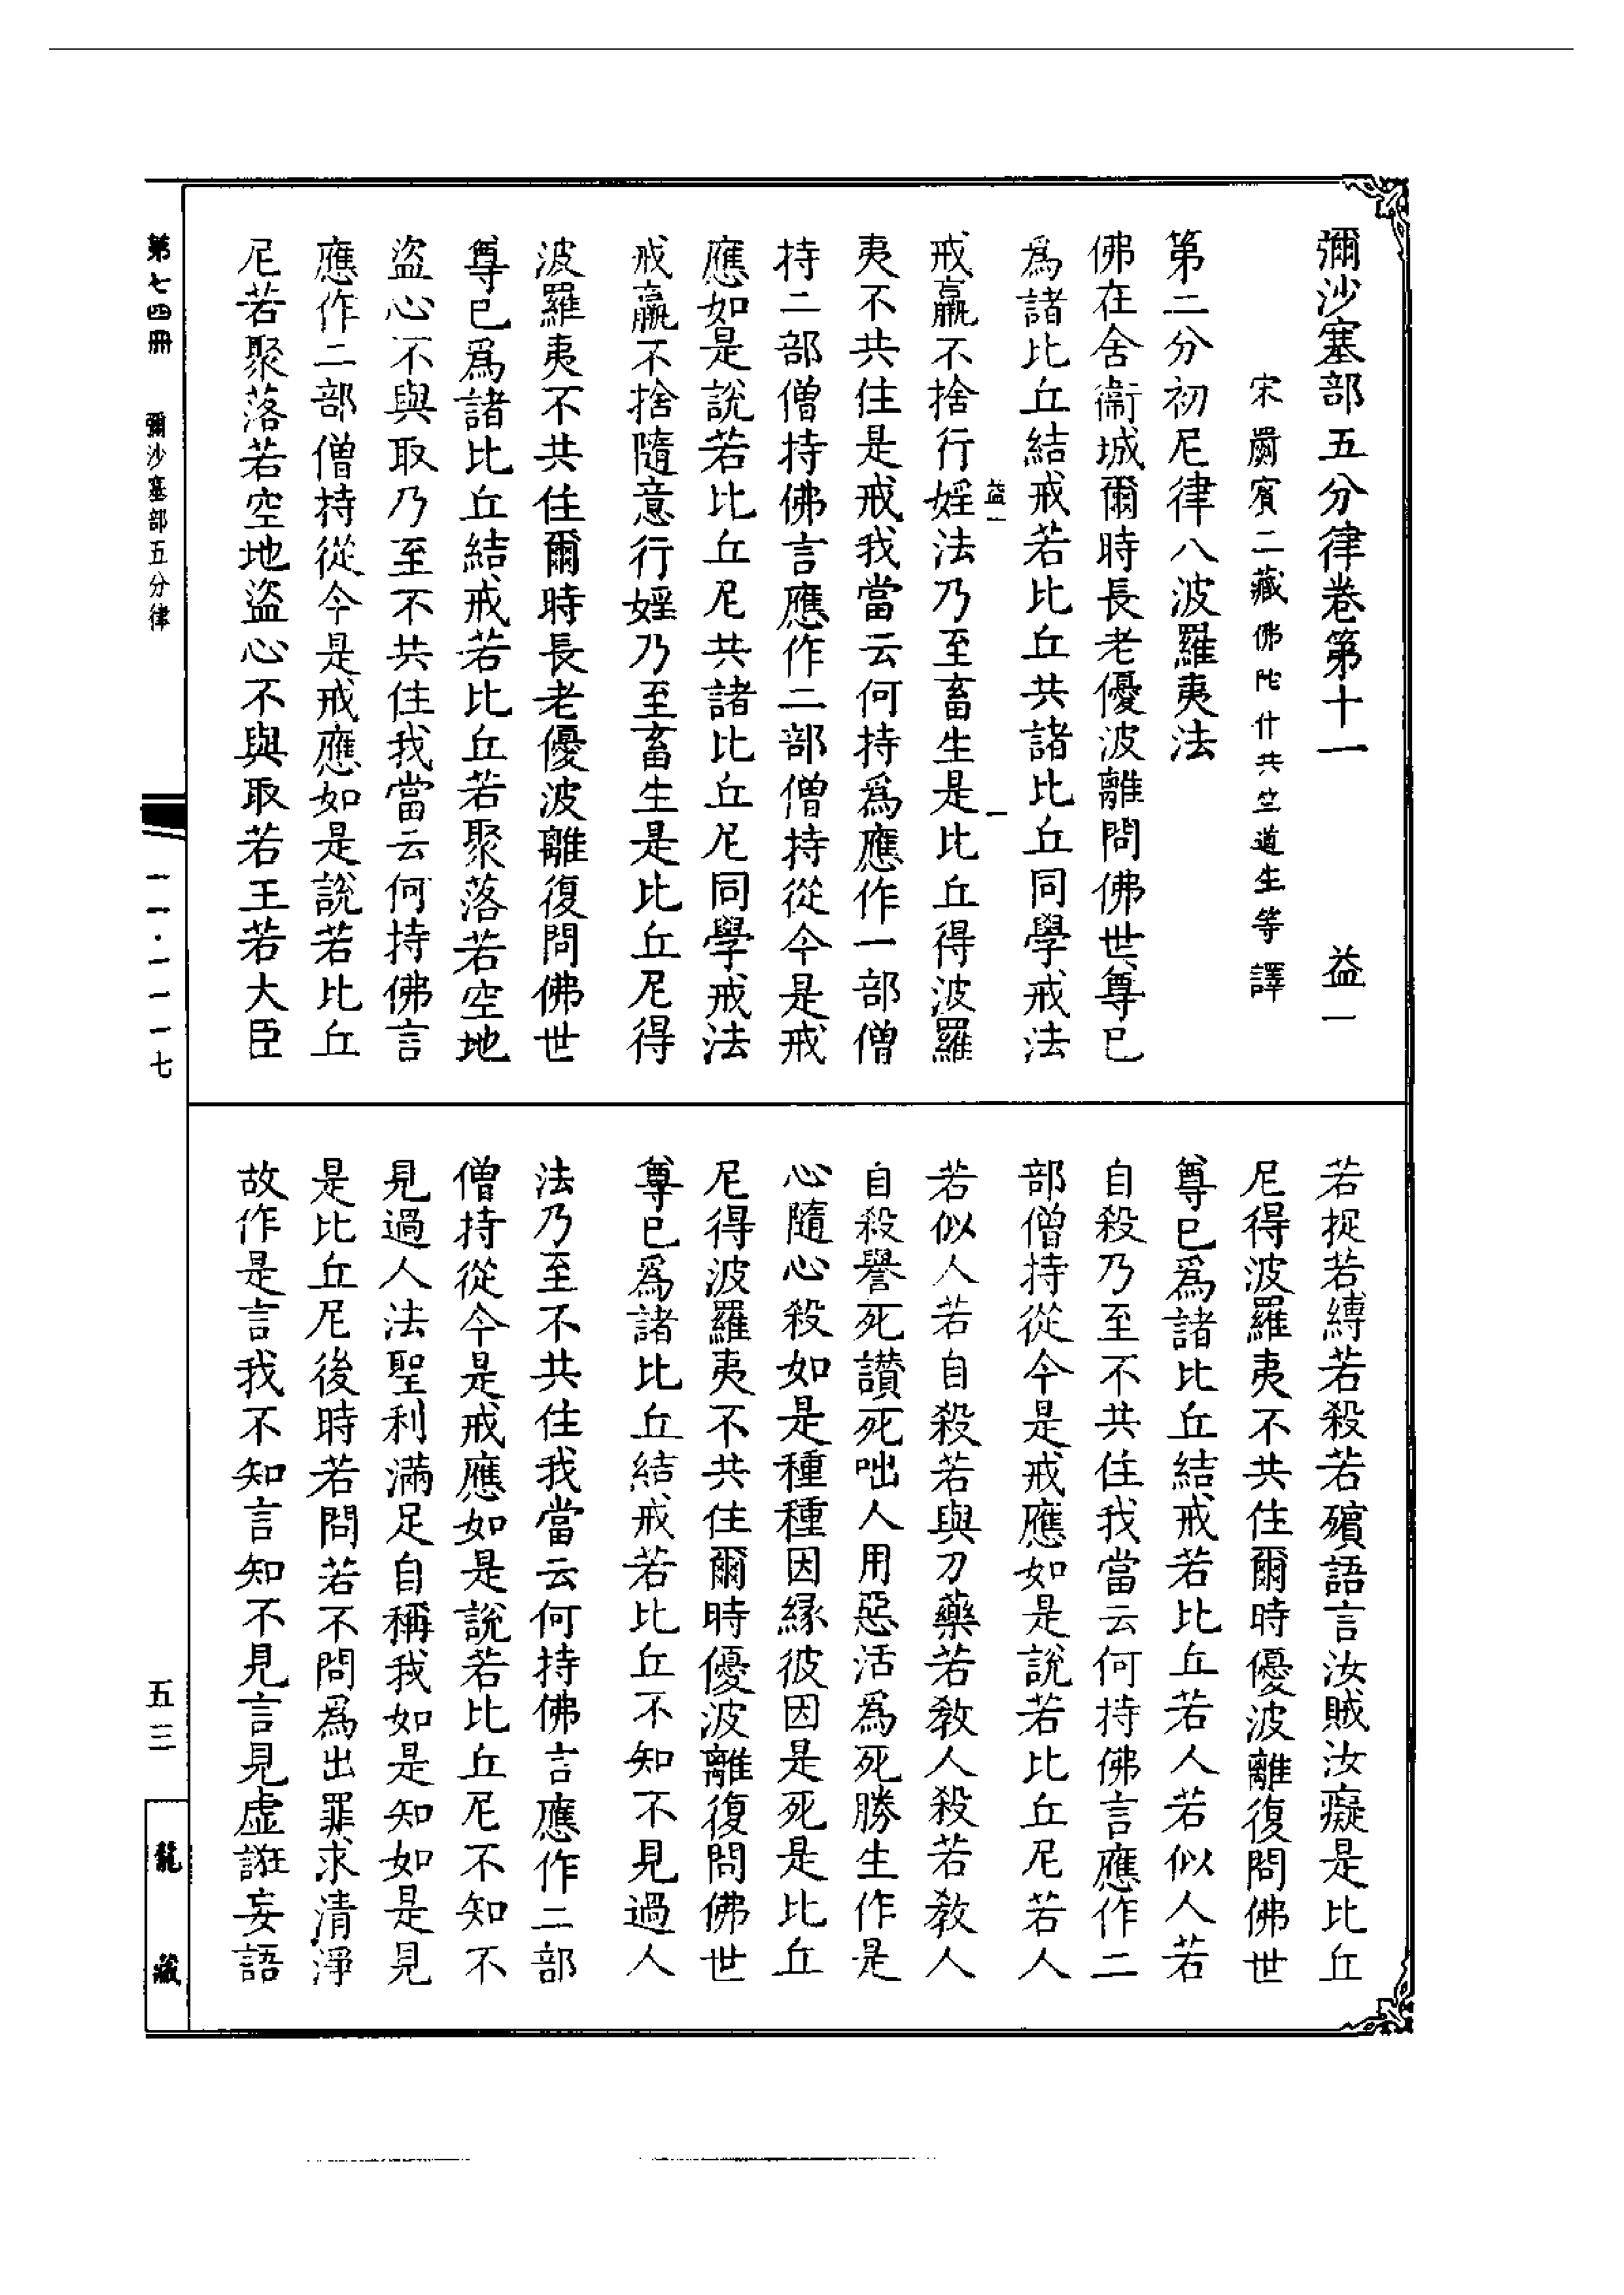 彌沙塞部五分律卷第十一　益一
宋罽賓三藏佛陀什共竺道生等譯
第二分初尼律八波羅夷法
佛在舍衞城爾時長老優波離問佛世尊已
爲諸比丘結戒若比丘共諸比丘同學戒法
益一　一
戒羸不捨行婬法乃至畜生是比丘得波羅
夷不共住是戒我當云何持爲應作一部僧
持二部僧持佛言應作二部僧持從今是戒
應如是說若比丘尼共諸比丘尼同學戒法
戒羸不捨隨意行婬乃至畜生是比丘尼得
波羅夷不共住爾時長老優波離復問佛世
尊已爲諸比丘結戒若比丘若聚落若空地
盜心不與取乃至不共住我當云何持佛言
應作二部僧持從今是戒應如是說若比丘
尼若聚落若空地盜心不與取若王若大臣
若捉若縛若殺若殯語言汝賊汝癡是比丘
尼得波羅夷不共住爾時優波離復問佛世
尊已爲諸比丘結戒若比丘若人若似人若
自殺乃至不共住我當云何持佛言應作二
部僧持從今是戒應如是說若比丘尼若人
若似人若自殺若與刀藥若教人殺若教人
自殺譽死讚死咄人用惡活爲死勝生作是
心隨心殺如是種種因緣彼因是死是比丘
尼得波羅夷不共住爾時優波離復問佛世
尊已爲諸比丘結戒若比丘不知不見過人
法乃至不共住我當云何持佛言應作二部
僧持從今是戒應如是說若比丘尼不知不
見過人法聖利滿足自稱我如是知如是見
是比丘尼後時若問若不問爲出罪求清淨
故作是言我不知言知不見言見虛誑妄語
第七四冊　彌沙塞部五分律
一一·一一一七
五三
龍藏